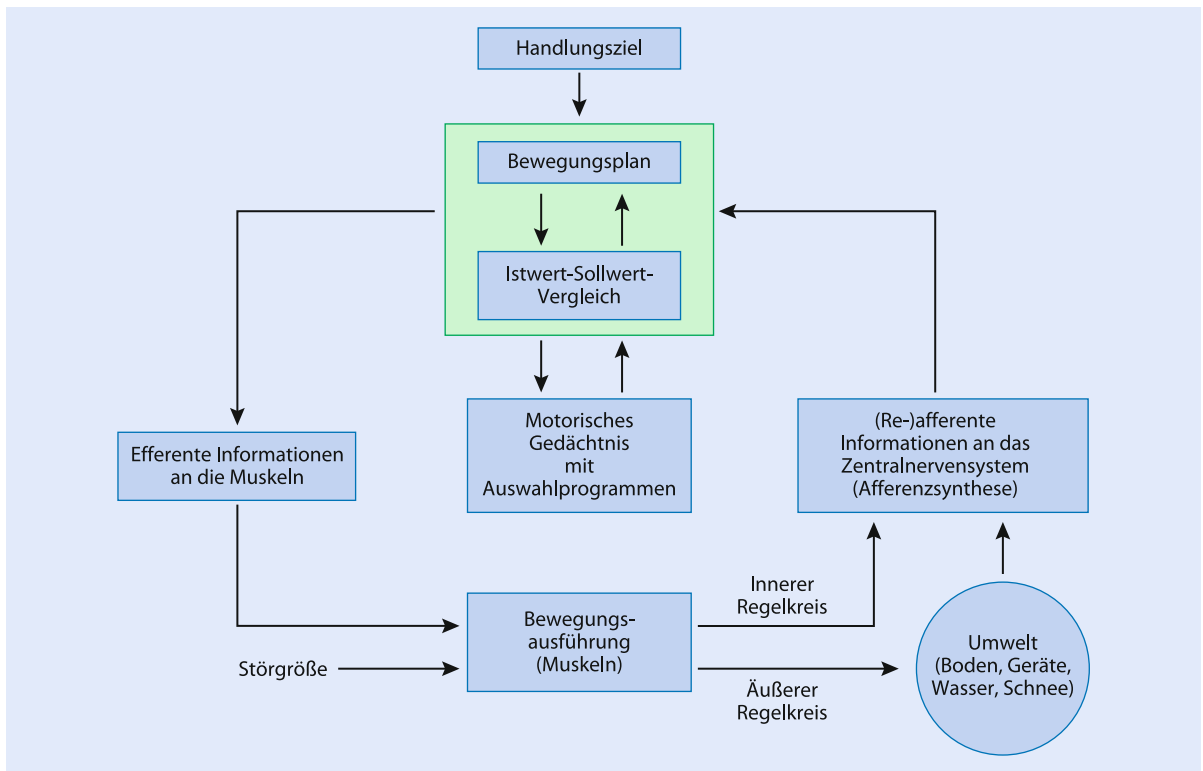 Handlungsziel
Bewegungsplan
Istwert-Sollwert-
Vergleich
Efferente Informationen
an die Muskeln
Motorisches
Gedächtnis
mit
Auswahlprogrammen
(Re-)afferente
Informationen an das
Zentralnervensystem
(Afferenzsynthese)
Störgröße
Bewegungs-
ausführung
(Muskeln)
Innerer
Regelkreis
Äußerer
Regelkreis
Umwelt
(Boden, Geräte,
Wasser, Schnee)